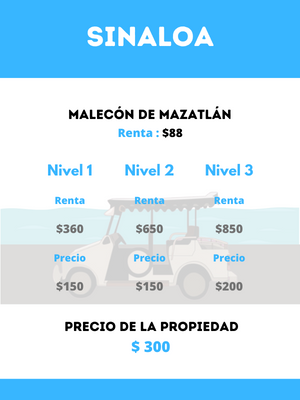 SINALOA
MALECÓN DE MAZATLÁN
Renta : $88
Nivel 1 Nivel 2 Nivel 3
Renta Renta Renta
$360 $650 $850
Precio Precio Precio
$150 $150 $200
PRECIO DE LA PROPIEDAD
$ 300